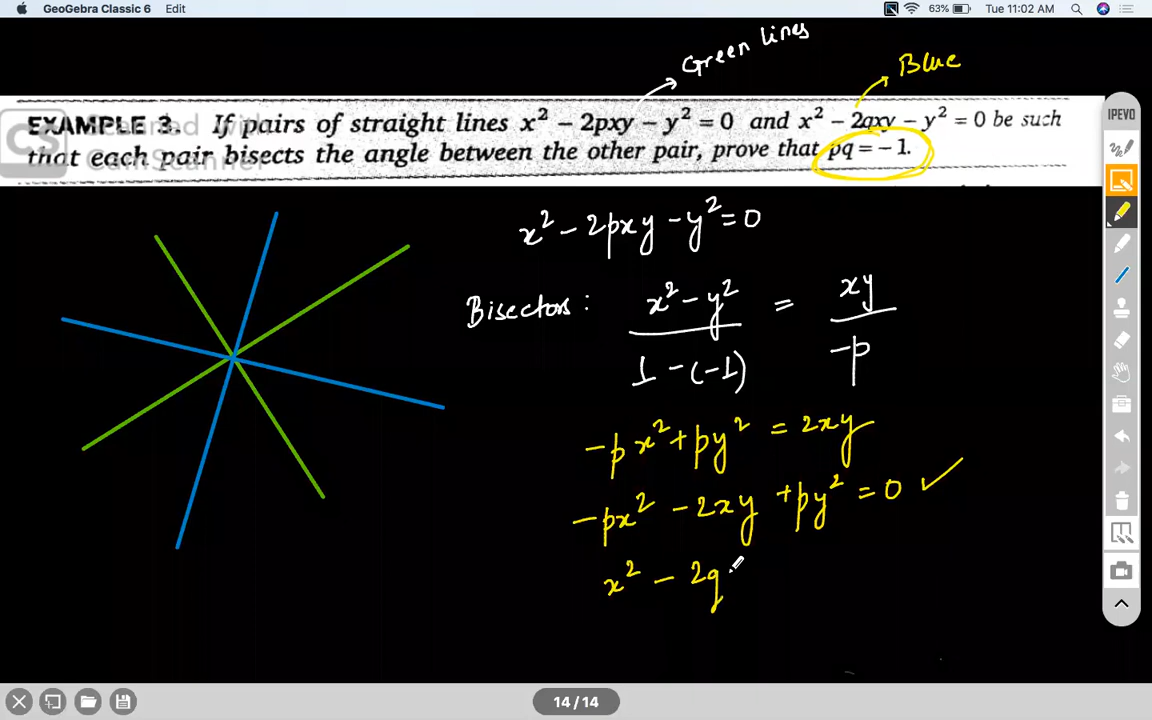 GeoGebra Classic 6 Edit 63% Tue 11:02 AM
Green lines
Blue
IPEVO
EXAMPLE 3. If pairs of straight lines x² − 2pxy − y² = 0 and x² − 2qxy − y² = 0 be such
that each pair bisects the angle between the other pair, prove that pq = − 1.
x² − 2pxy − y² = 0
Bisectors: (x² − y²)/(1 − (−1)) = xy/−p
−px² + py² = 2xy
−px² − 2xy + py² = 0 ✓
x² − 2q
14 / 14